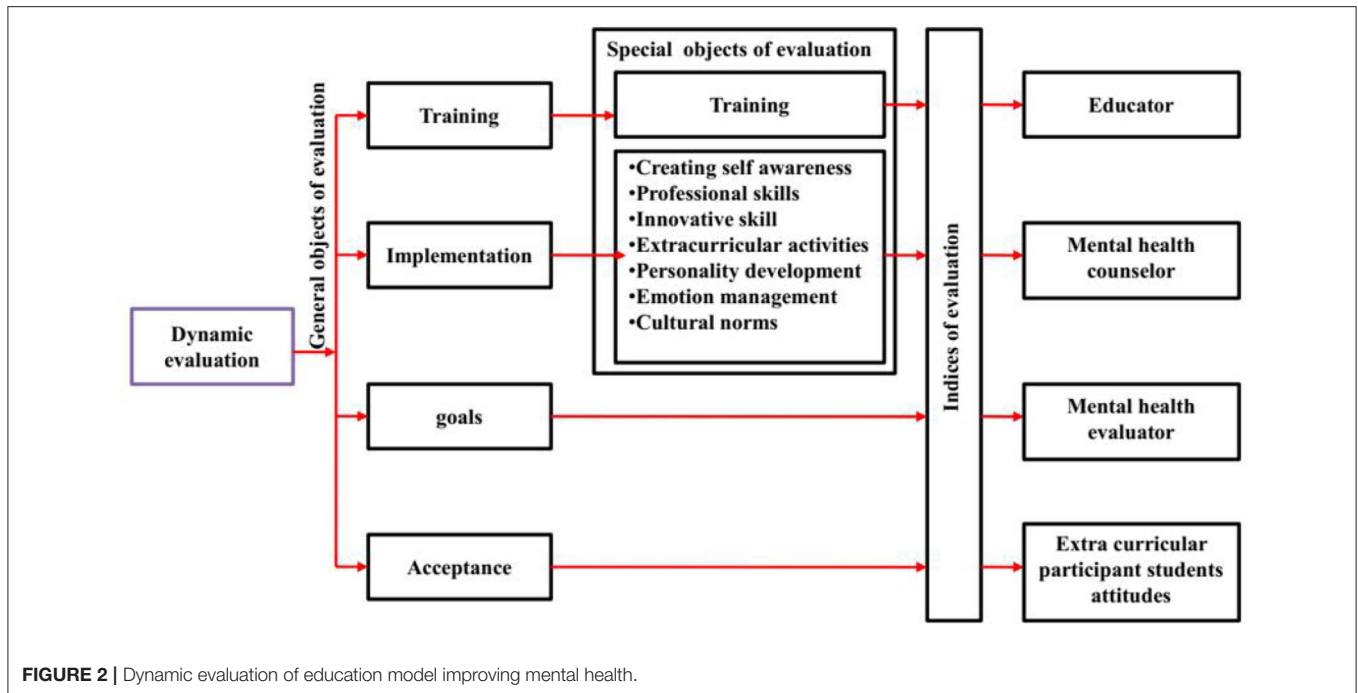 Dynamic
evaluation
General objects of evaluation
Training
Implementation
goals
Acceptance
Special objects of evaluation
Training
•Creating self awareness
•Professional skills
•Innovative skill
•Extracurricular activities
•Personality development
•Emotion management
•Cultural norms
Indices of evaluation
Educator
Mental health
counselor
Mental health
evaluator
Extra curricular
participant students
attitudes
FIGURE 2 | Dynamic evaluation of education model improving mental health.